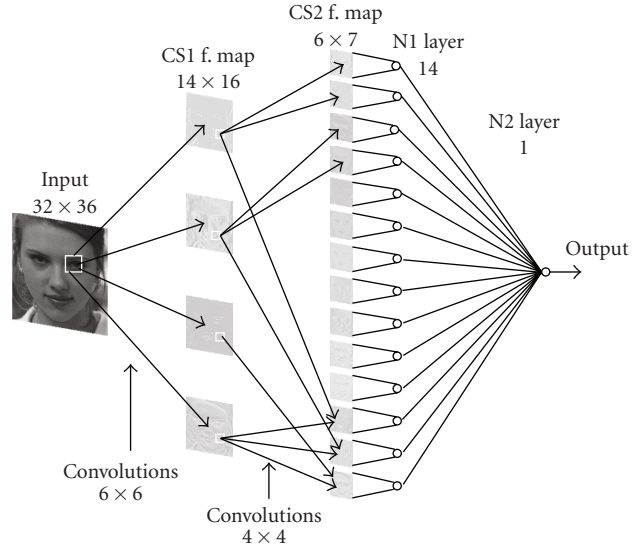 CS2 f. map
6 × 7
N1 layer
14
CS1 f. map
14 × 16
N2 layer
1
Input
32 × 36
Output
Convolutions
6 × 6
Convolutions
4 × 4